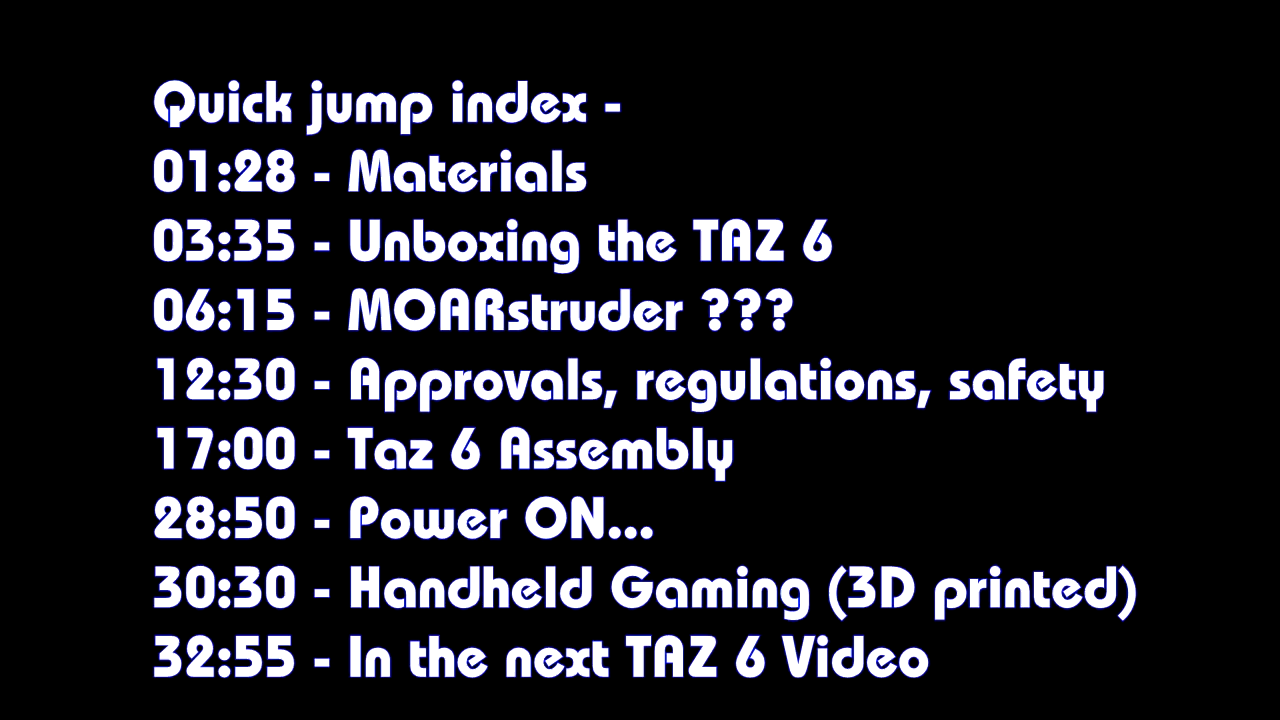 Quick jump index -
01:28 - Materials
03:35 - Unboxing the TAZ 6
06:15 - MOARstruder ???
12:30 - Approvals, regulations, safety
17:00 - Taz 6 Assembly
28:50 - Power ON...
30:30 - Handheld Gaming (3D printed)
32:55 - In the next TAZ 6 Video